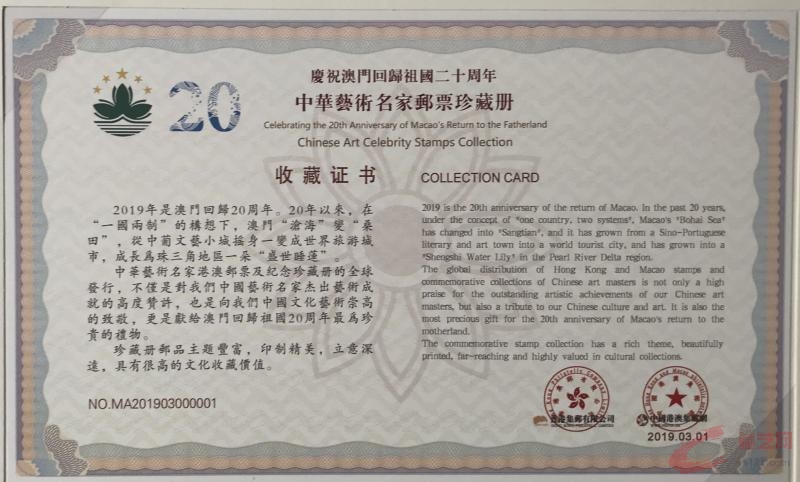 慶祝澳門回歸祖國二十周年
20
中華藝術名家郵票珍藏册
Celebrating the 20th Anniversary of Macao's Return to the Fatherland
Chinese Art Celebrity Stamps Collection
收藏证书 COLLECTION CARD
2019年是澳門回歸20周年。20年以來，在
“一國兩制”的構想下，澳門“滄海”變“桑
田”，從中葡文藝小城摇身一變成世界旅游城
市，成長爲珠三角地區一朵“盛世睡蓮”。
中華藝術名家港澳郵票及紀念珍藏册的全球
發行，不僅是對我們中國藝術名家杰出藝術成
就的高度贊許，也是向我們中國文化藝術崇高
的致敬，更是獻給澳門回歸祖國20周年最爲珍
貴的禮物。
珍藏册郵品主題豐富，印制精美，立意深
遠，具有很高的文化收藏價值。
2019 is the 20th anniversary of the return of Macao. In the past 20 years,
under the concept of "one country, two systems", Macao's "Bohai Sea"
has changed into "Sangtian", and it has grown from a Sino-Portuguese
literary and art town into a world tourist city, and has grown into a
"Shengshi Water Lily" in the Pearl River Delta region.
The global distribution of Hong Kong and Macao stamps and
commemorative collections of Chinese art masters is not only a high
praise for the outstanding artistic achievements of our Chinese art
masters, but also a tribute to our Chinese culture and art. It is also the
most precious gift for the 20th anniversary of Macao's return to the
motherland.
The commemorative stamp collection has a rich theme, beautifully
printed, far-reaching and highly valued in cultural collections.
NO.MA201903000001
香港集郵有限公司
中國港澳集郵網
2019.03.01